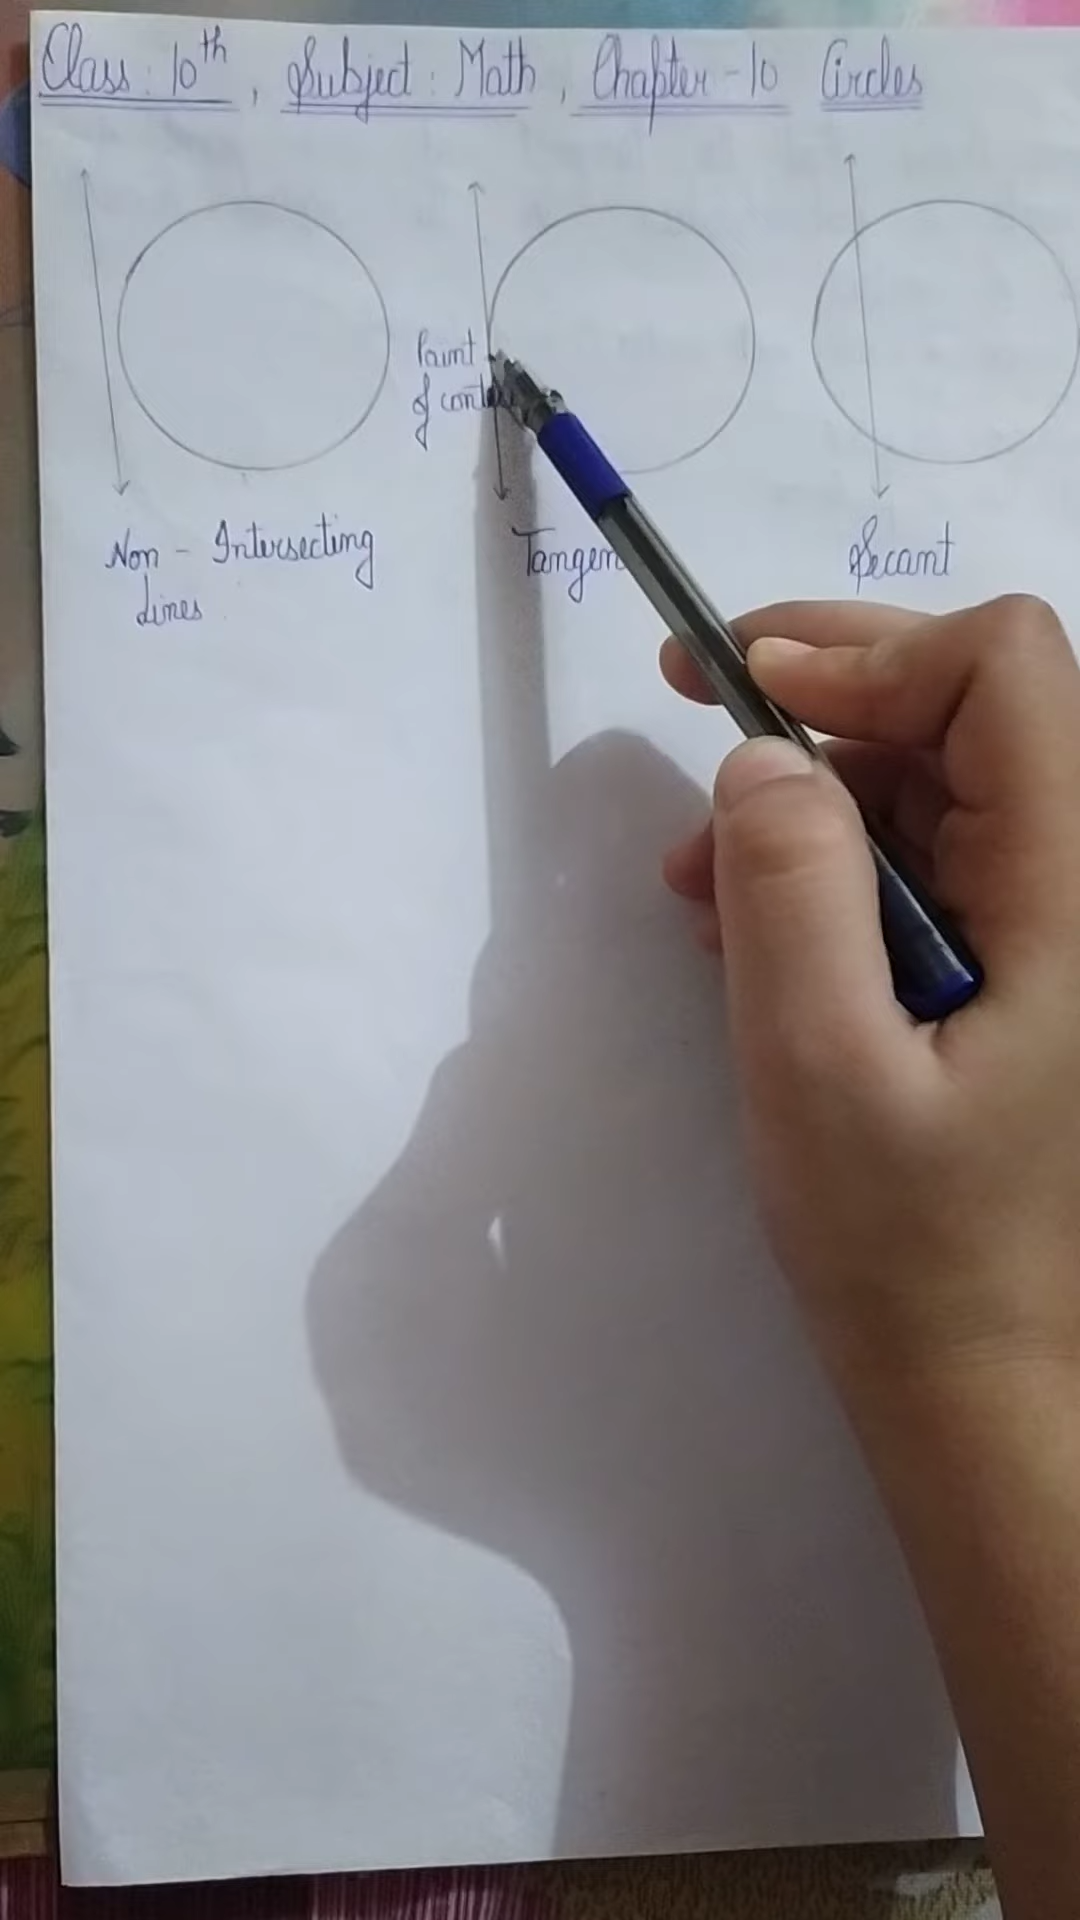 Class : 10th , Subject : Math , Chapter - 10 Circles
Point
of
Non - Intersecting
Lines
Secant